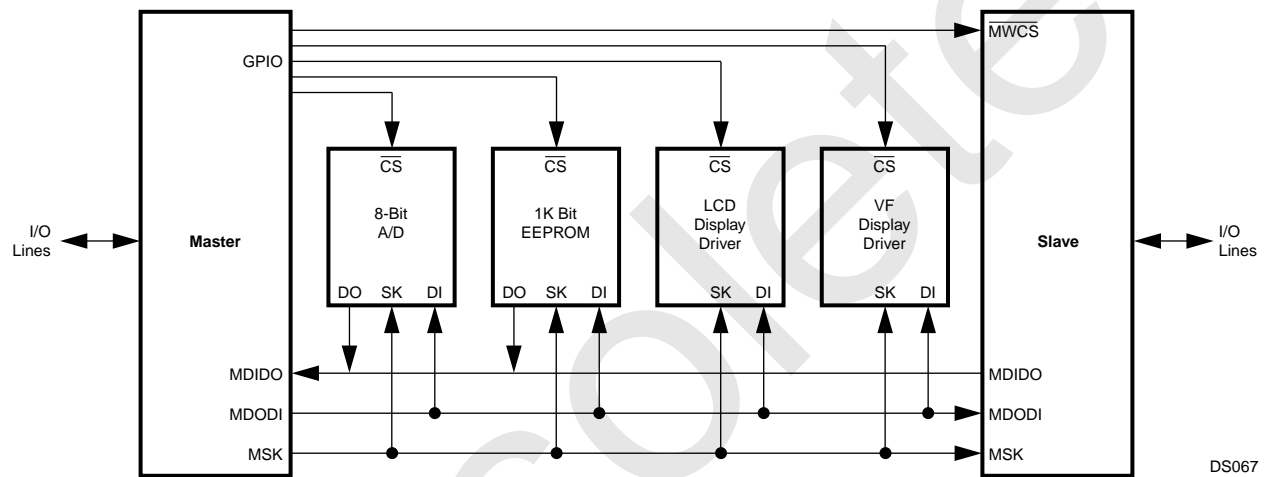 MWCS
GPIO
CS
CS
CS
CS
8-Bit
A/D
1K Bit
EEPROM
LCD
Display
Driver
VF
Display
Driver
I/O
Lines
Master
Slave
I/O
Lines
DO SK DI
DO SK DI
SK DI
SK DI
MDIDO
MDIDO
MDODI
MDODI
MSK
MSK
DS067